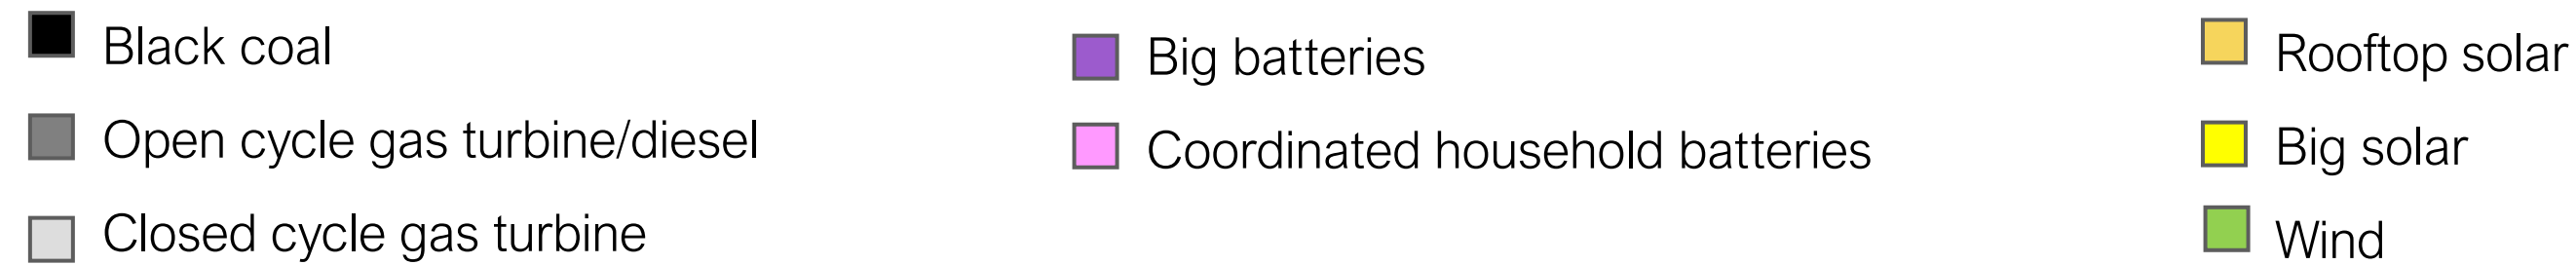 Black coal
Open cycle gas turbine/diesel
Closed cycle gas turbine
Big batteries
Coordinated household batteries
Rooftop solar
Big solar
Wind